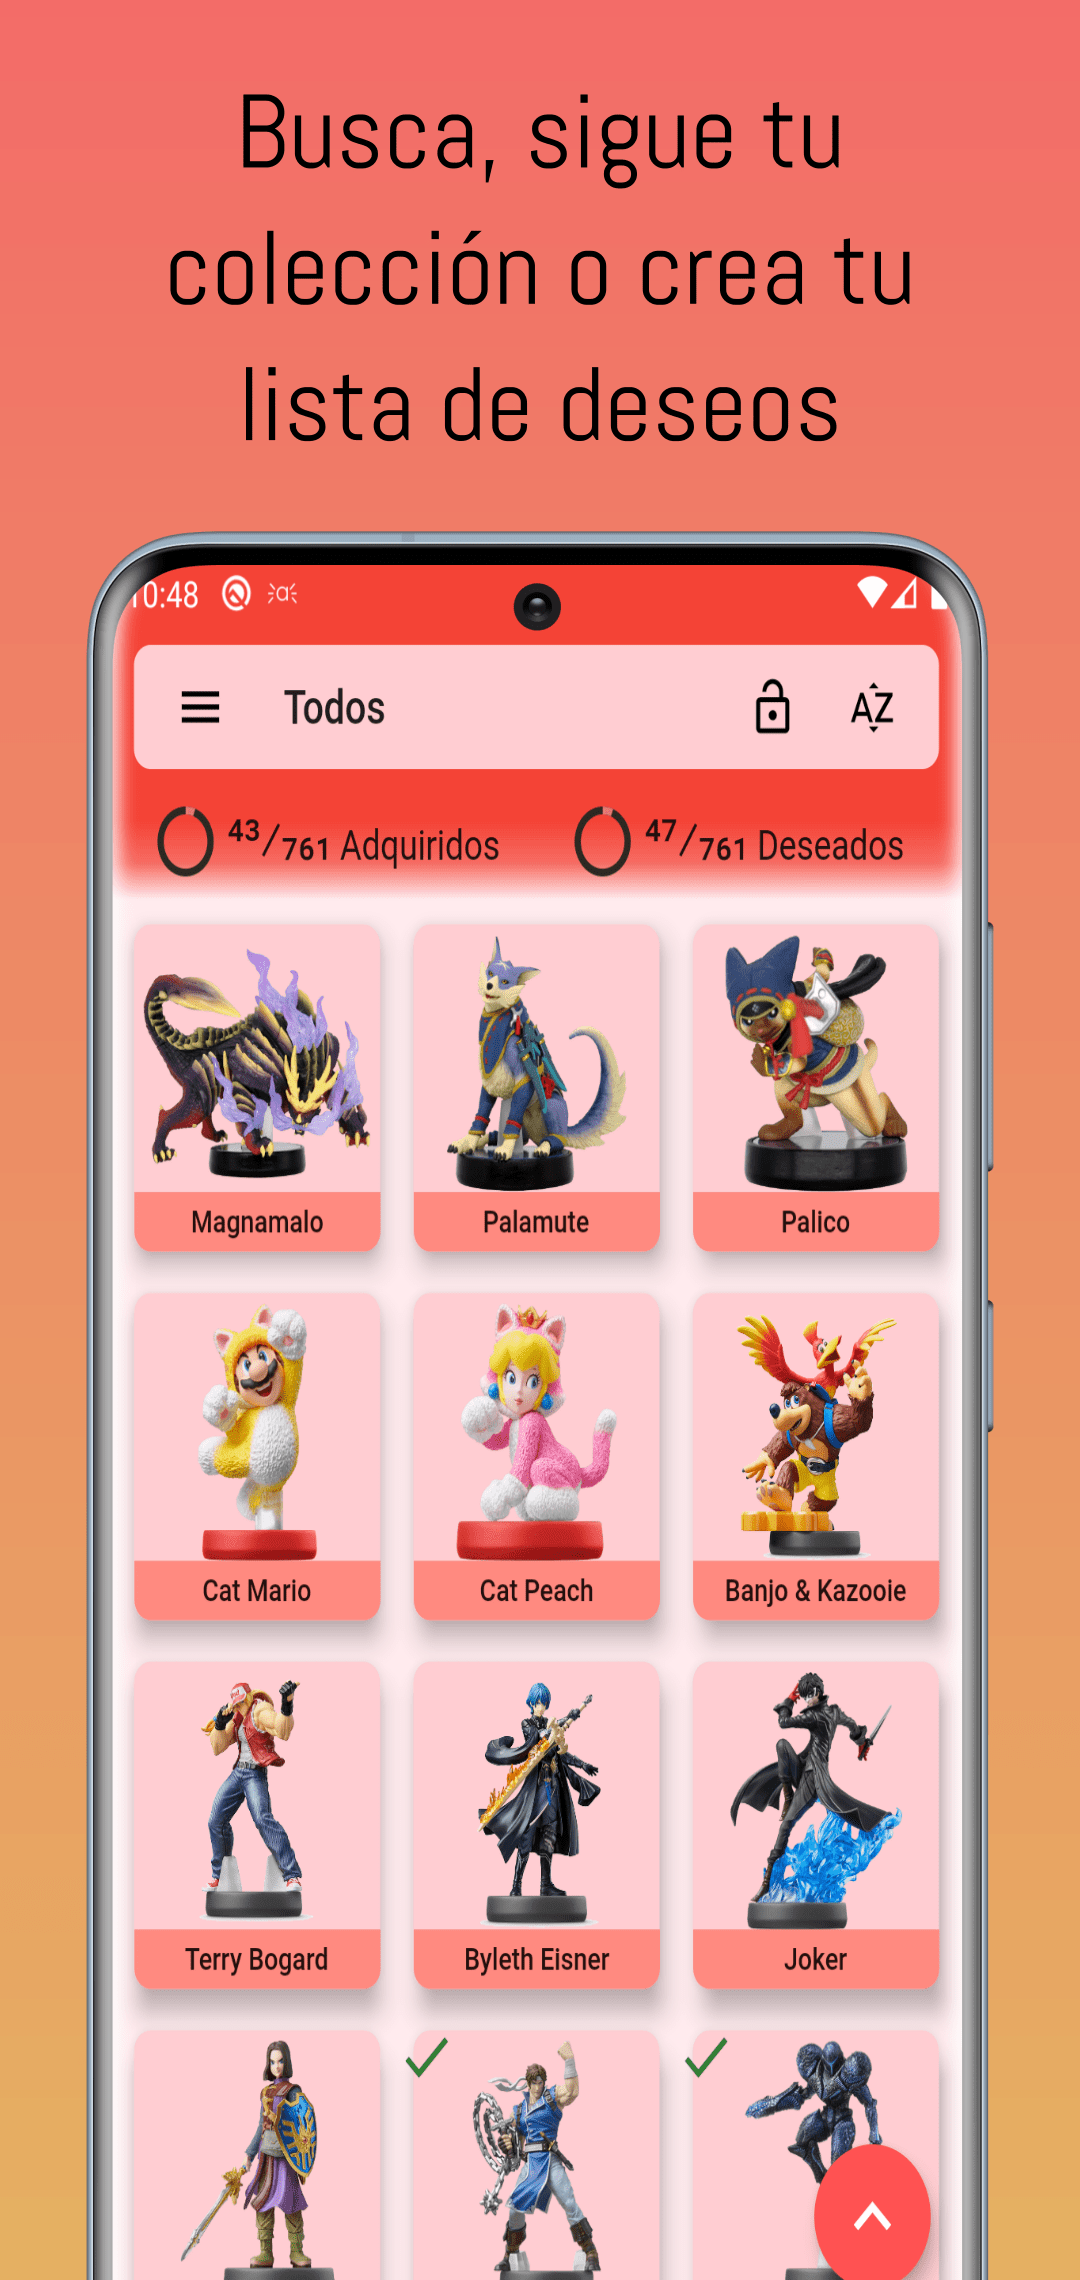 Busca, sigue tu
colección o crea tu
lista de deseos
10:48
Todos
AZ
43/761 Adquiridos 47/761 Deseados
Magnamalo Palamute Palico
Cat Mario Cat Peach Banjo & Kazooie
Terry Bogard Byleth Eisner Joker